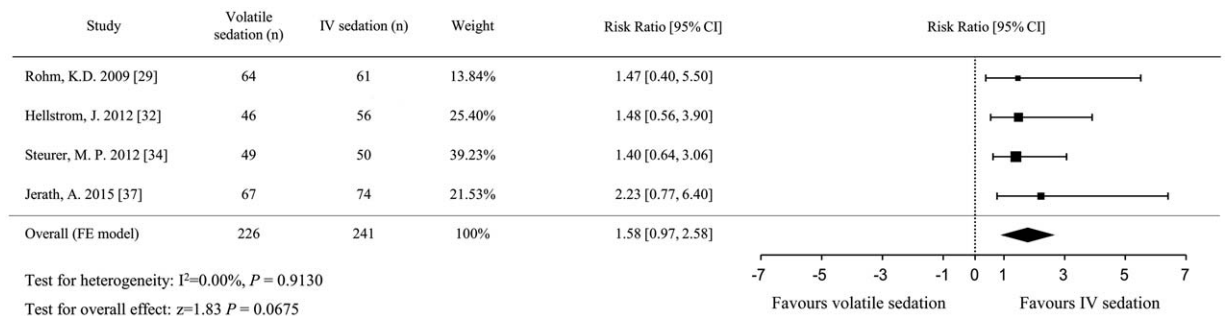 Study Volatile sedation (n) IV sedation (n) Weight Risk Ratio [95% CI] Risk Ratio [95% CI]
Rohm, K.D. 2009 [29] 64 61 13.84% 1.47 [0.40, 5.50]
Hellstrom, J. 2012 [32] 46 56 25.40% 1.48 [0.56, 3.90]
Steurer, M. P. 2012 [34] 49 50 39.23% 1.40 [0.64, 3.06]
Jerath, A. 2015 [37] 67 74 21.53% 2.23 [0.77, 6.40]
Overall (FE model) 226 241 100% 1.58 [0.97, 2.58]
-7 -5 -3 -1 0 1 3 5 7
Favours volatile sedation Favours IV sedation
Test for heterogeneity: I²=0.00%, P = 0.9130
Test for overall effect: z=1.83 P = 0.0675